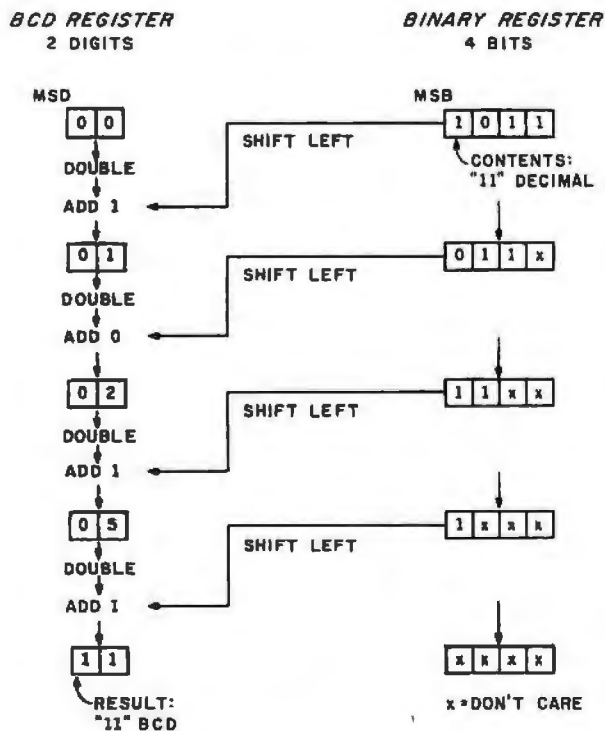 BCD REGISTER
2 DIGITS
BINARY REGISTER
4 BITS
MSD
0 0
MSB
1 0 1 1
SHIFT LEFT
DOUBLE
ADD 1
CONTENTS:
"11" DECIMAL
0 1
0 1 1 x
SHIFT LEFT
DOUBLE
ADD 0
0 2
1 1 x x
SHIFT LEFT
DOUBLE
ADD 1
0 5
1 x x x
SHIFT LEFT
DOUBLE
ADD 1
1 1
x x x x
RESULT:
"11" BCD
x = DON'T CARE